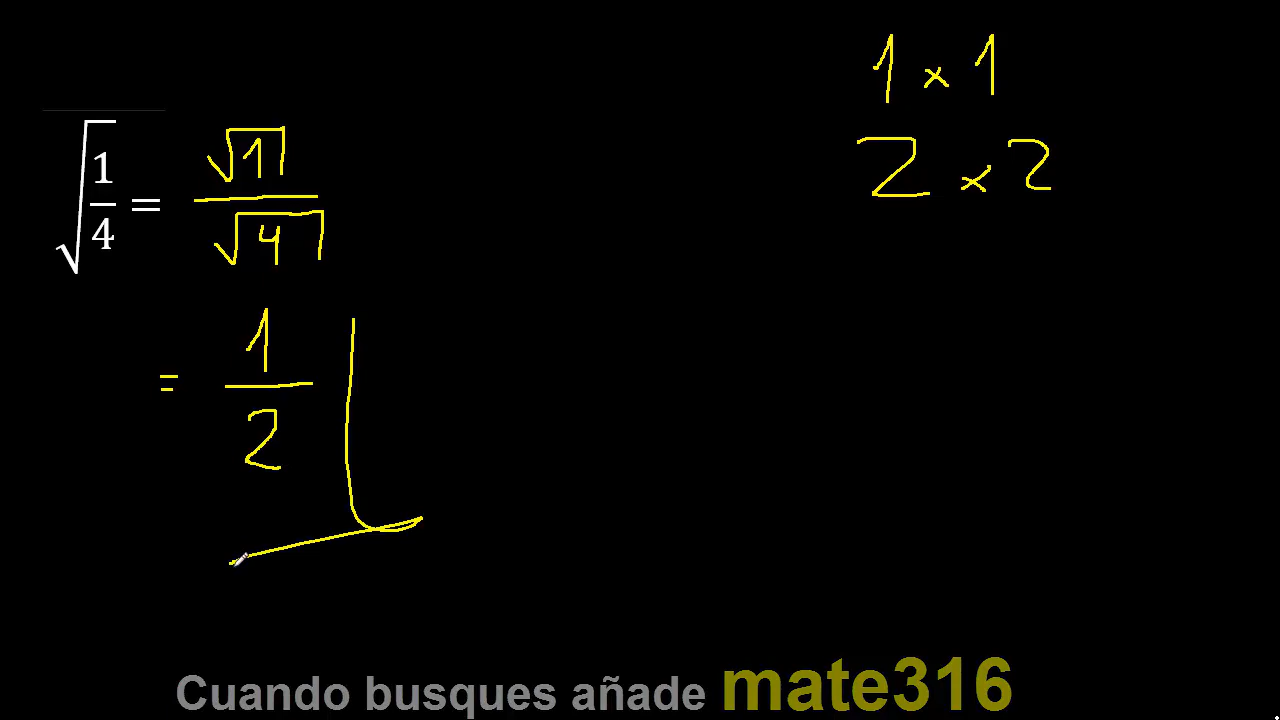 √(1/4) = √1/√4
= 1/2
1 x 1
2 x 2
Cuando busques añade mate316